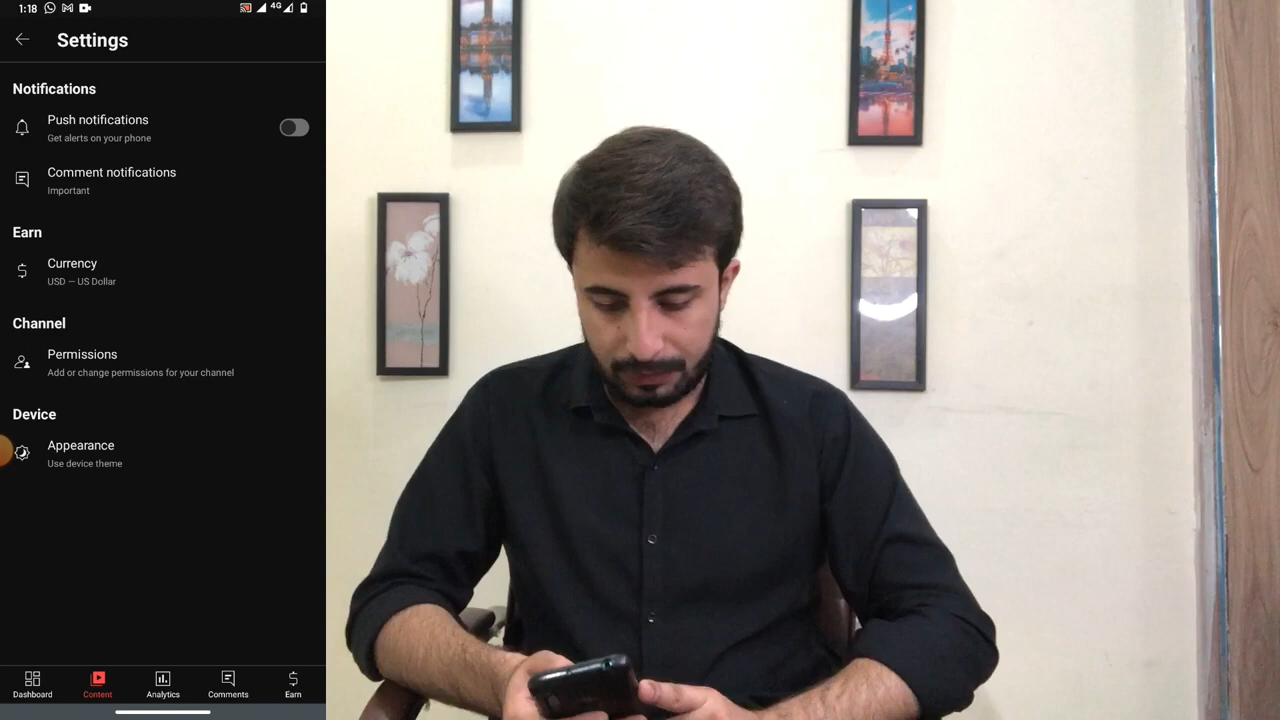 1:18
4G
Settings
Notifications
Push notifications
Get alerts on your phone
Comment notifications
Important
Earn
Currency
USD — US Dollar
Channel
Permissions
Add or change permissions for your channel
Device
Appearance
Use device theme
Dashboard
Content
Analytics
Comments
Earn